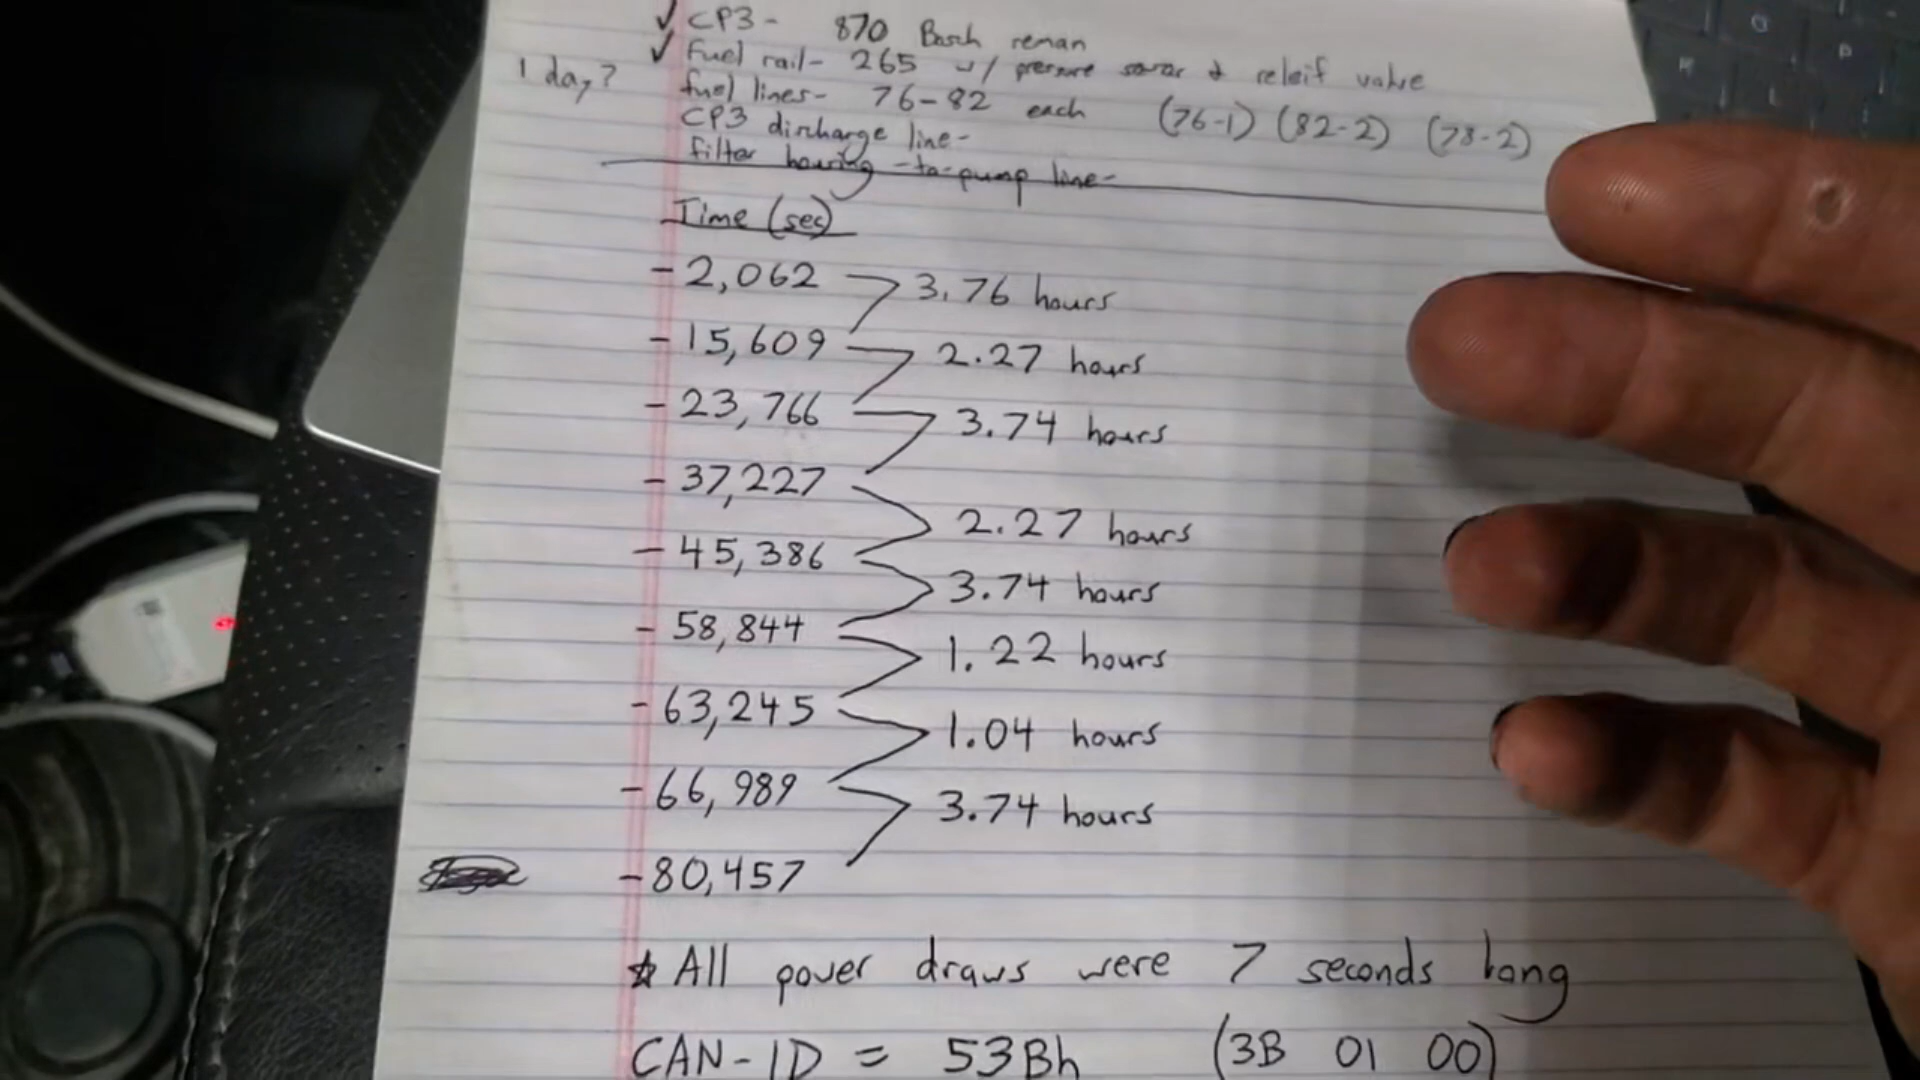 ✓ CP3 - 870 Bosch reman
✓ Fuel rail - 265 w/ pressure sensor & releif valve
1 day?
fuel lines - 76-82 each (76-1) (82-2) (78-2)
CP3 discharge line -
filter housing -to-pump line -
Time (sec)
- 2,062
3.76 hours
- 15,609
2.27 hours
- 23,766
3.74 hours
- 37,227
2.27 hours
- 45,386
3.74 hours
- 58,844
1.22 hours
- 63,245
1.04 hours
- 66,989
3.74 hours
- 80,457
☆ All power draws were 7 seconds long
CAN-ID = 53Bh (3B 01 00)